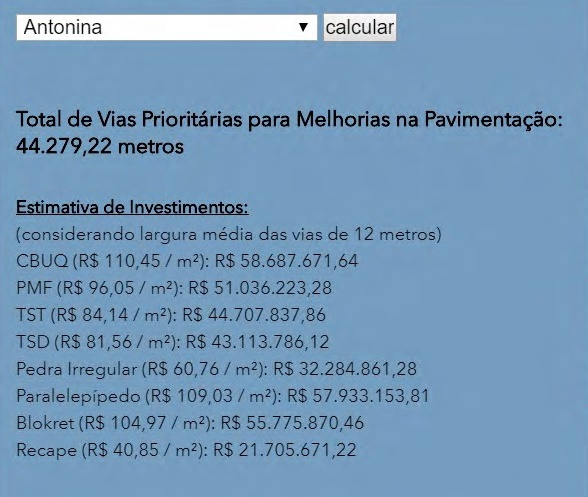 Antonina
calcular
Total de Vias Prioritárias para Melhorias na Pavimentação:
44.279,22 metros
Estimativa de Investimentos:
(considerando largura média das vias de 12 metros)
CBUQ (R$ 110,45 / m²): R$ 58.687.671,64
PMF (R$ 96,05 / m²): R$ 51.036.223,28
TST (R$ 84,14 / m²): R$ 44.707.837,86
TSD (R$ 81,56 / m²): R$ 43.113.786,12
Pedra Irregular (R$ 60,76 / m²): R$ 32.284.861,28
Paralelepípedo (R$ 109,03 / m²): R$ 57.933.153,81
Blokret (R$ 104,97 / m²): R$ 55.775.870,46
Recape (R$ 40,85 / m²): R$ 21.705.671,22